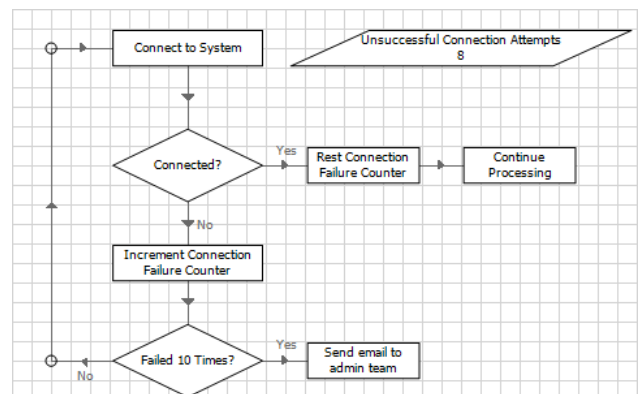 Connect to System
Unsuccessful Connection Attempts
8
Connected?
Yes
Rest Connection
Failure Counter
Continue
Processing
No
Increment Connection
Failure Counter
Failed 10 Times?
Yes
Send email to
admin team
No